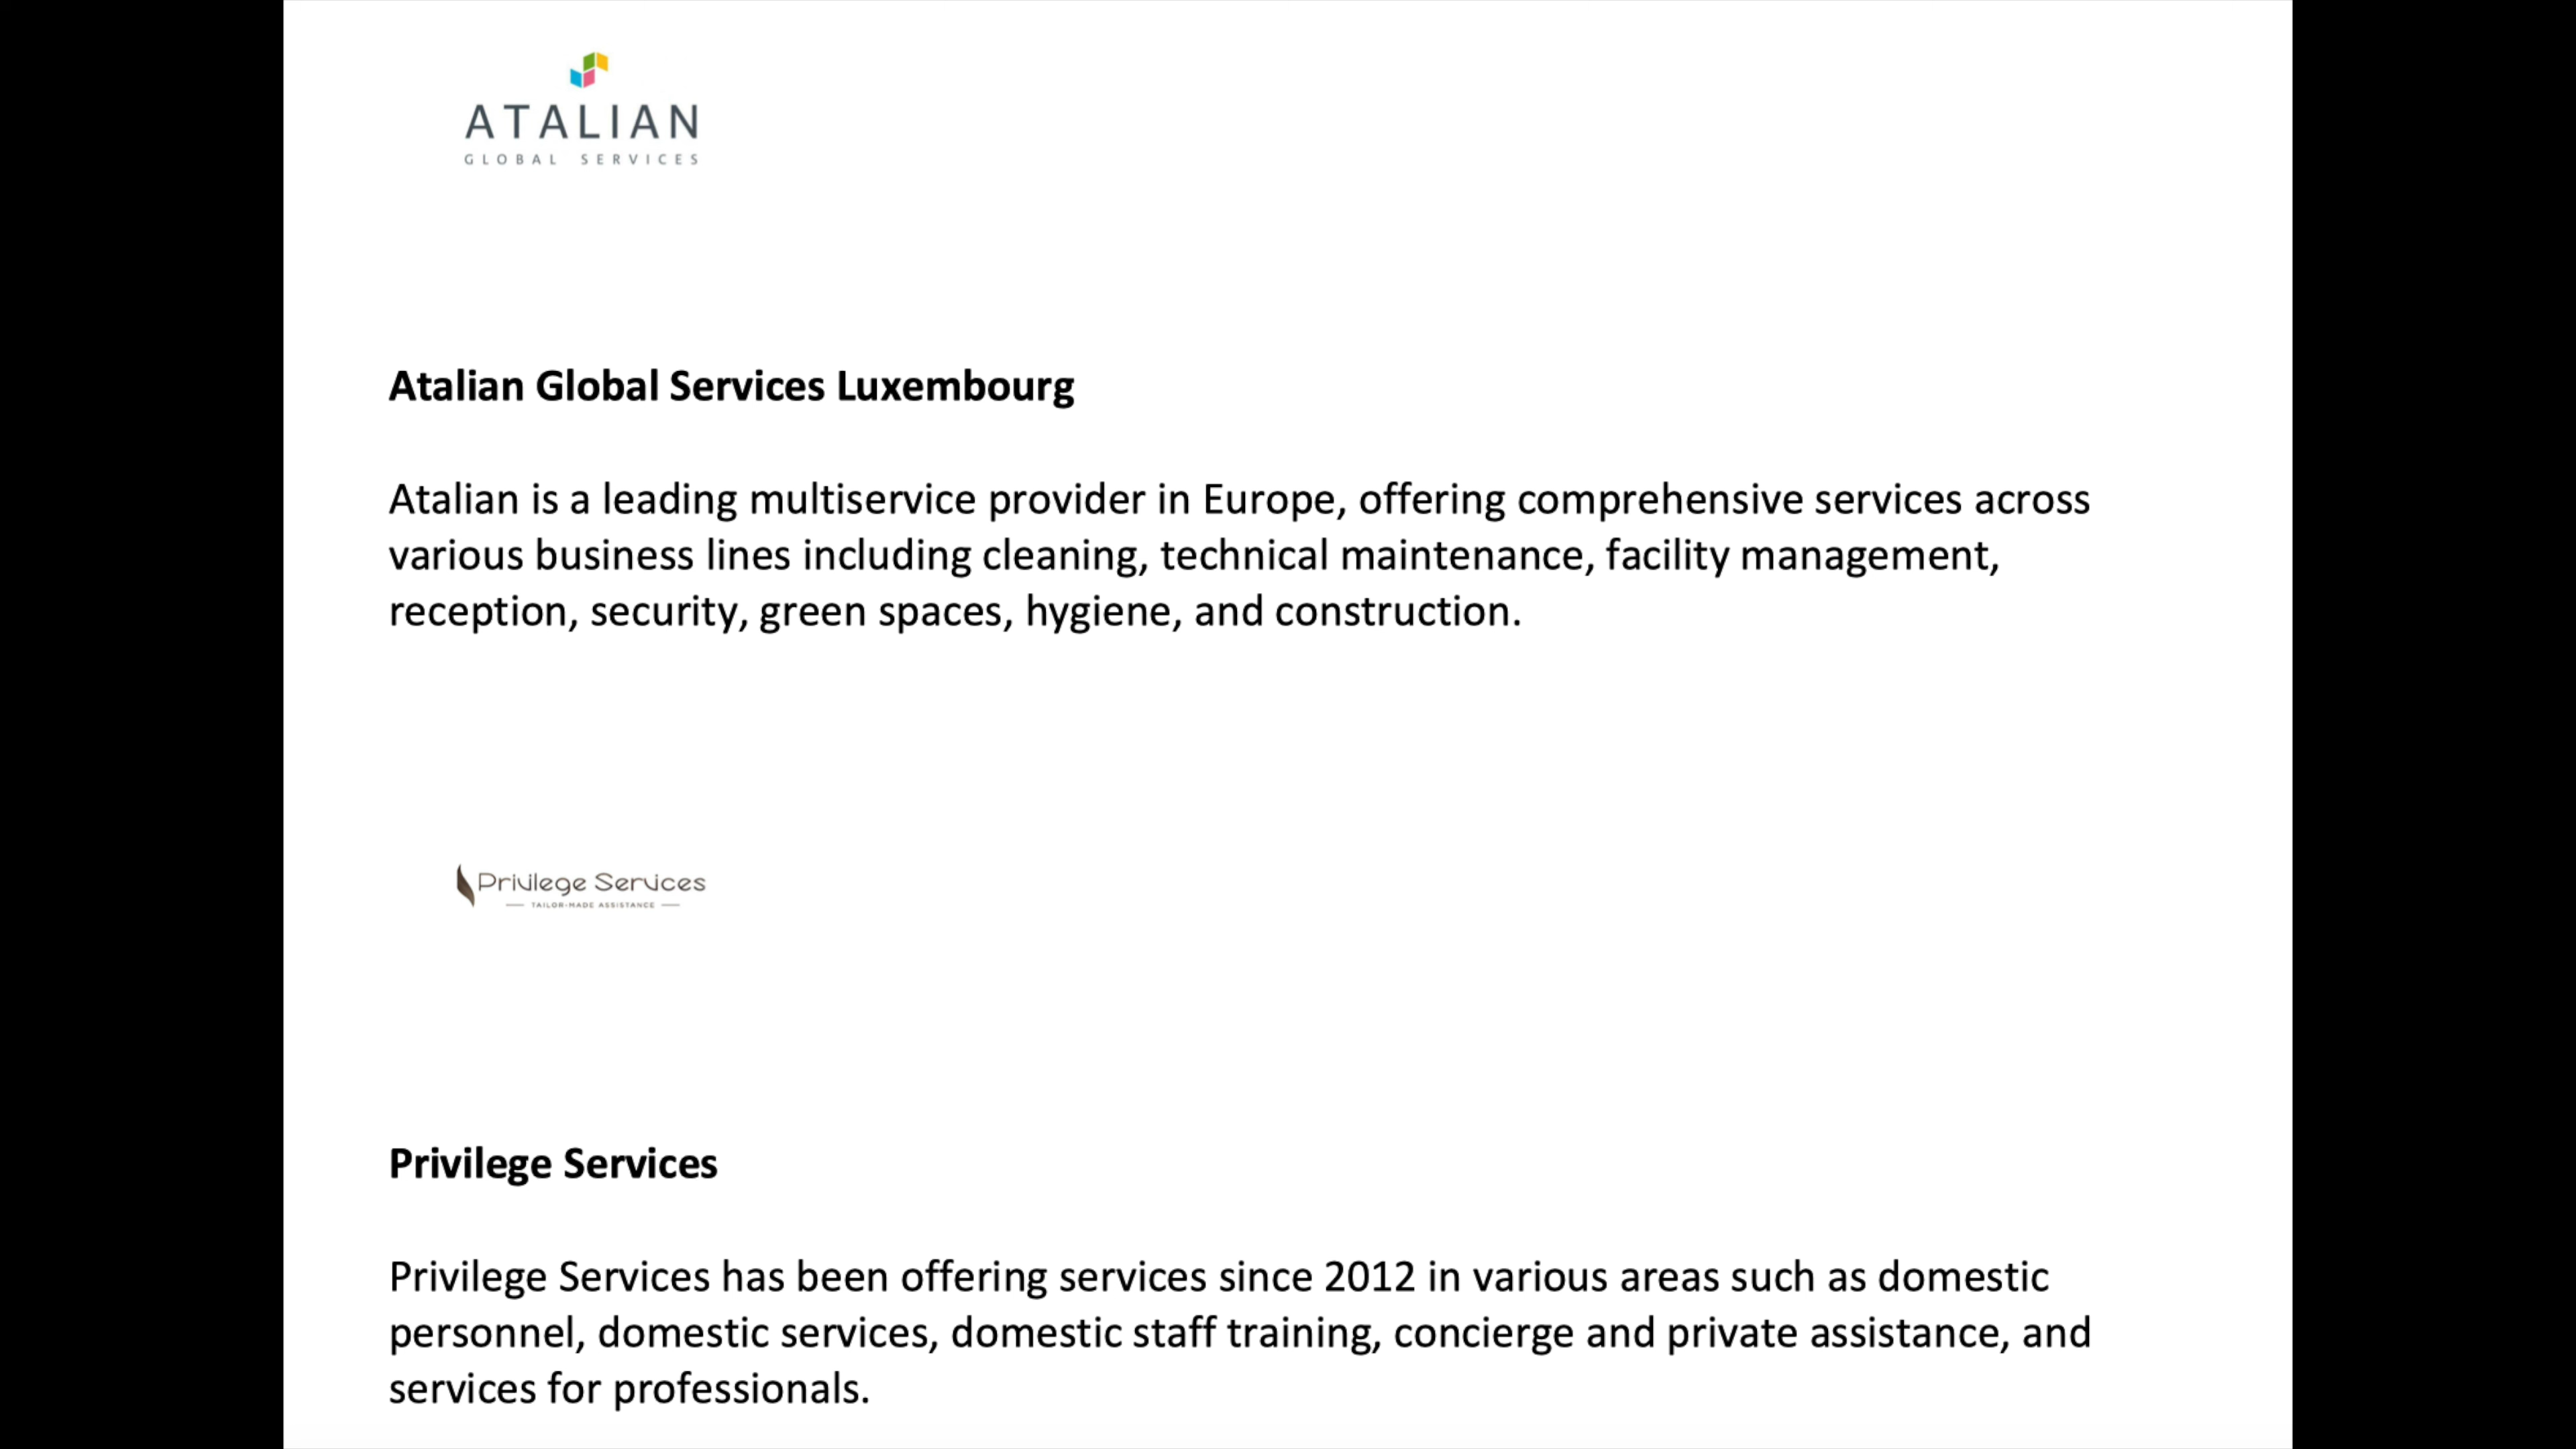 ATALIAN
GLOBAL SERVICES
Atalian Global Services Luxembourg
Atalian is a leading multiservice provider in Europe, offering comprehensive services across
various business lines including cleaning, technical maintenance, facility management,
reception, security, green spaces, hygiene, and construction.
Privilege Services
TAILOR-MADE ASSISTANCE
Privilege Services
Privilege Services has been offering services since 2012 in various areas such as domestic
personnel, domestic services, domestic staff training, concierge and private assistance, and
services for professionals.